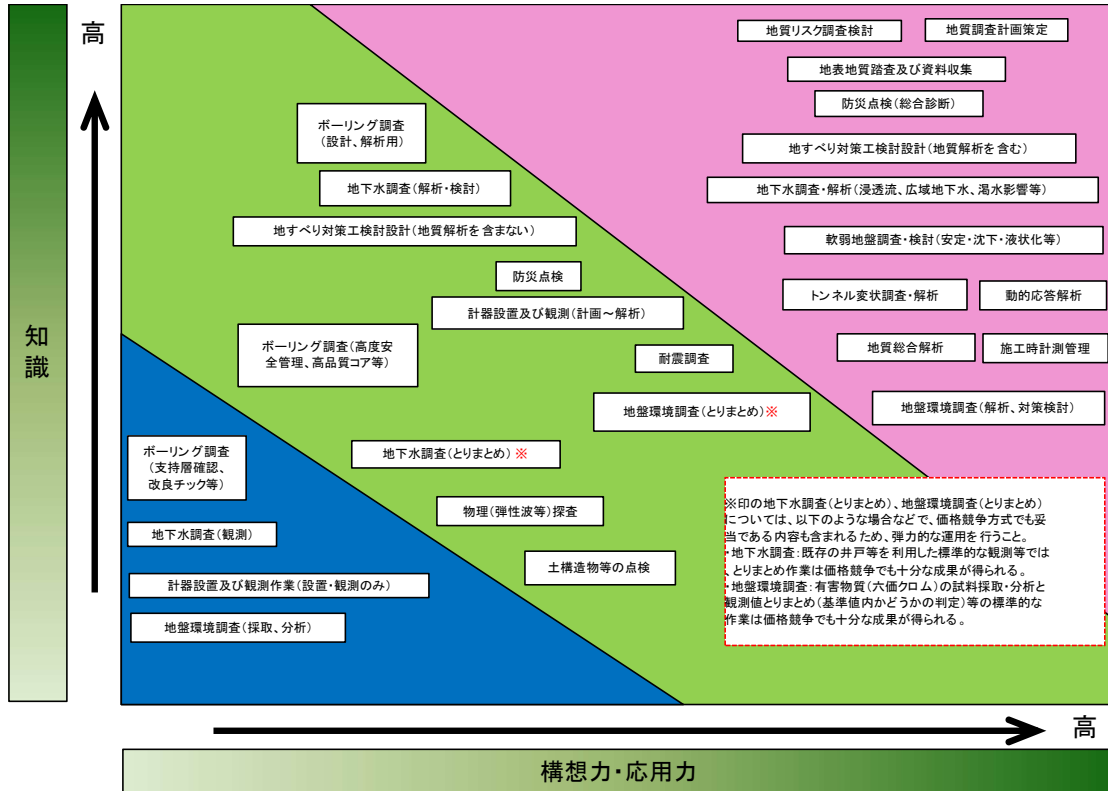 高
知
識
地質リスク調査検討
地質調査計画策定
地表地質踏査及び資料収集
防災点検(総合診断)
地すべり対策工検討設計(地質解析を含む)
地下水調査・解析(浸透流、広域地下水、渇水影響等)
軟弱地盤調査・検討(安定・沈下・液状化等)
トンネル変状調査・解析
動的応答解析
地質総合解析
施工時計測管理
地盤環境調査(解析、対策検討)
ボーリング調査
(設計、解析用)
地下水調査(解析・検討)
地すべり対策工検討設計(地質解析を含まない)
防災点検
計器設置及び観測(計画~解析)
ボーリング調査(高度安
全管理、高品質コア等)
耐震調査
地盤環境調査(とりまとめ)※
地下水調査(とりまとめ)※
物理(弾性波等)探査
土構造物等の点検
ボーリング調査
(支持層確認、
改良チック等)
地下水調査(観測)
計器設置及び観測作業(設置・観測のみ)
地盤環境調査(採取、分析)
※印の地下水調査(とりまとめ)、地盤環境調査(とりまとめ)
については、以下のような場合などで、価格競争方式でも妥
当である内容も含まれるため、弾力的な運用を行うこと。
・地下水調査:既存の井戸等を利用した標準的な観測等では
、とりまとめ作業は価格競争でも十分な成果が得られる。
・地盤環境調査:有害物質(六価クロム)の試料採取・分析と
観測値とりまとめ(基準値内かどうかの判定)等の標準的な
作業は価格競争でも十分な成果が得られる。
高
構想力・応用力